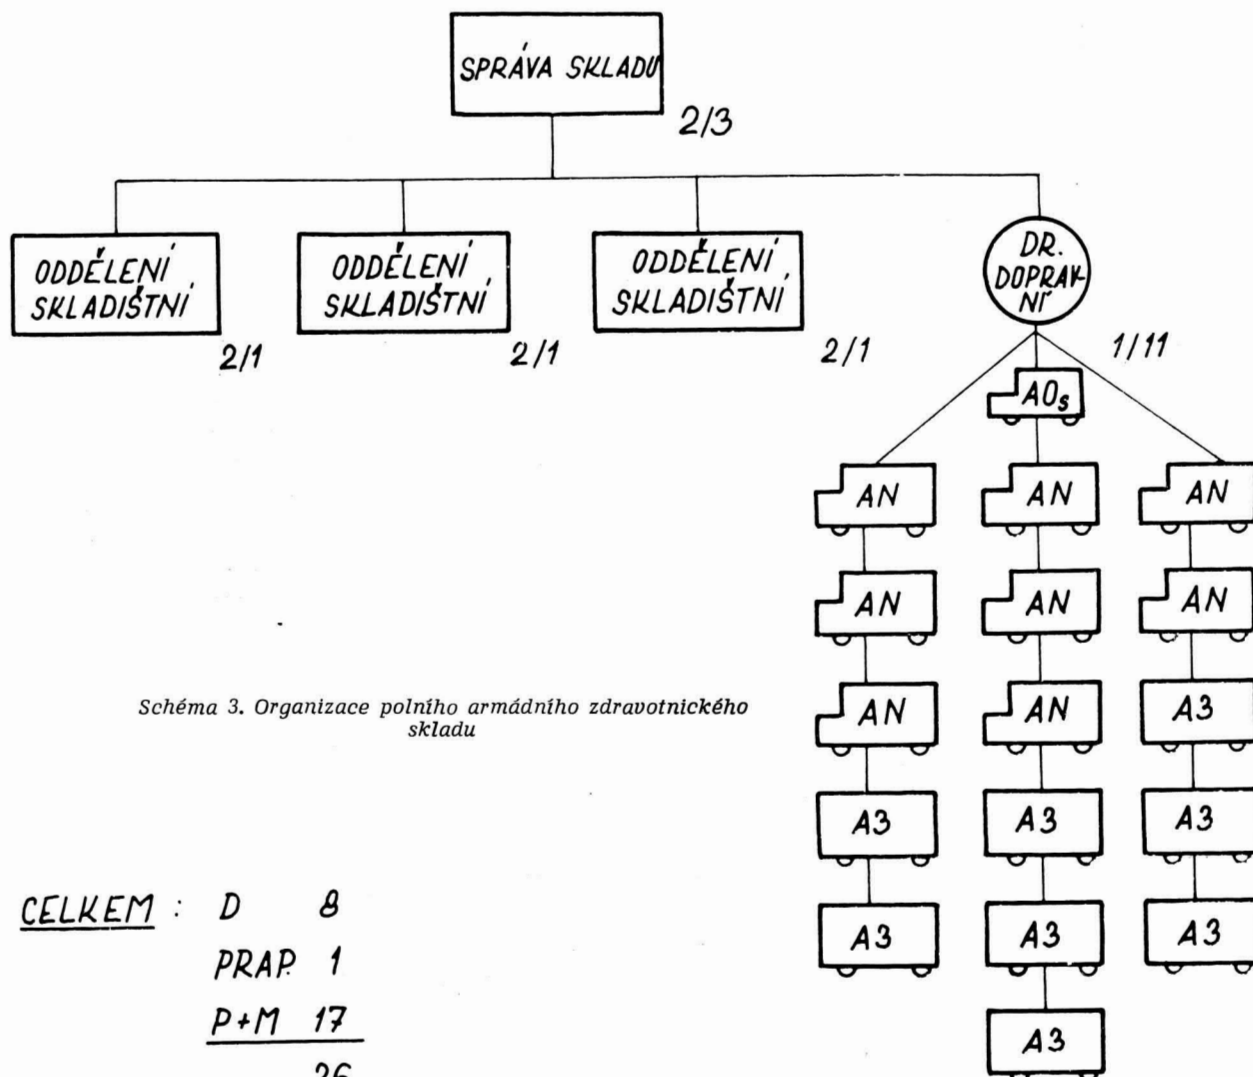 SPRÁVA SKLADU
2/3
ODDĚLENÍ
SKLADIŠTNÍ
2/1
ODDĚLENÍ
SKLADIŠTNÍ
2/1
ODDĚLENÍ
SKLADIŠTNÍ
2/1
DR.
DOPRAV-
NÍ
1/11
AOs
AN AN AN
AN AN AN
AN AN A3
A3 A3 A3
A3 A3 A3
A3
Schéma 3. Organizace polního armádního zdravotnického
skladu
CELKEM : D 8
PRAP. 1
P+M 17
26